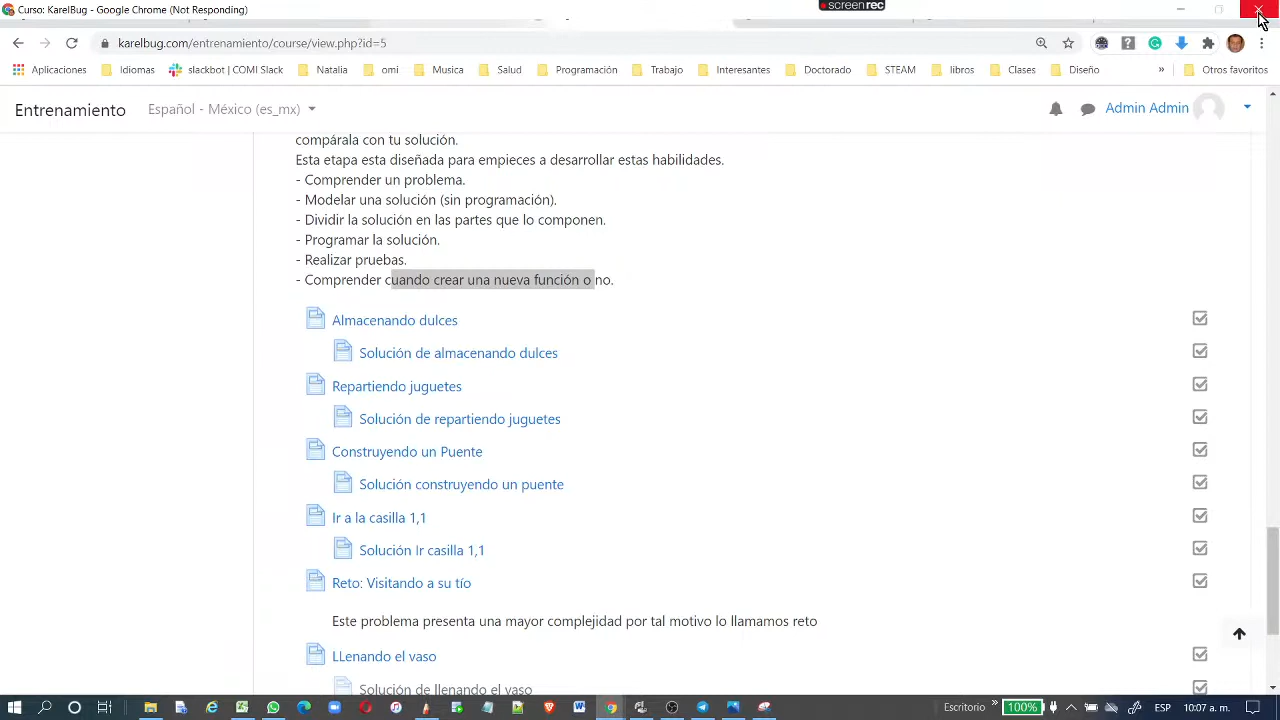 Curso: KarelBug - Google Chrome (Not Responding)
screenrec
karelbug.com/entrenamiento/course/view.php?id=5
Aplicaciones
Idiomas
slackbot | COMI Slack
Natalia
omi
Musica
Salud
Programación
Trabajo
Interesantes
Doctorado
STEAM
libros
Clases
Diseño
»
Otros favoritos
Entrenamiento
Español - México (es_mx)
Admin Admin
compárala con tu solución.
Esta etapa esta diseñada para empieces a desarrollar estas habilidades.
- Comprender un problema.
- Modelar una solución (sin programación).
- Dividir la solución en las partes que lo componen.
- Programar la solución.
- Realizar pruebas.
- Comprender cuando crear una nueva función o no.
Almacenando dulces
Solución de almacenando dulces
Repartiendo juguetes
Solución de repartiendo juguetes
Construyendo un Puente
Solución construyendo un puente
Ir a la casilla 1,1
Solución Ir casilla 1,1
Reto: Visitando a su tío
Este problema presenta una mayor complejidad por tal motivo lo llamamos reto
LLenando el vaso
Solución de llenando el vaso
Escritorio
»
100%
ESP
10:07 a. m.